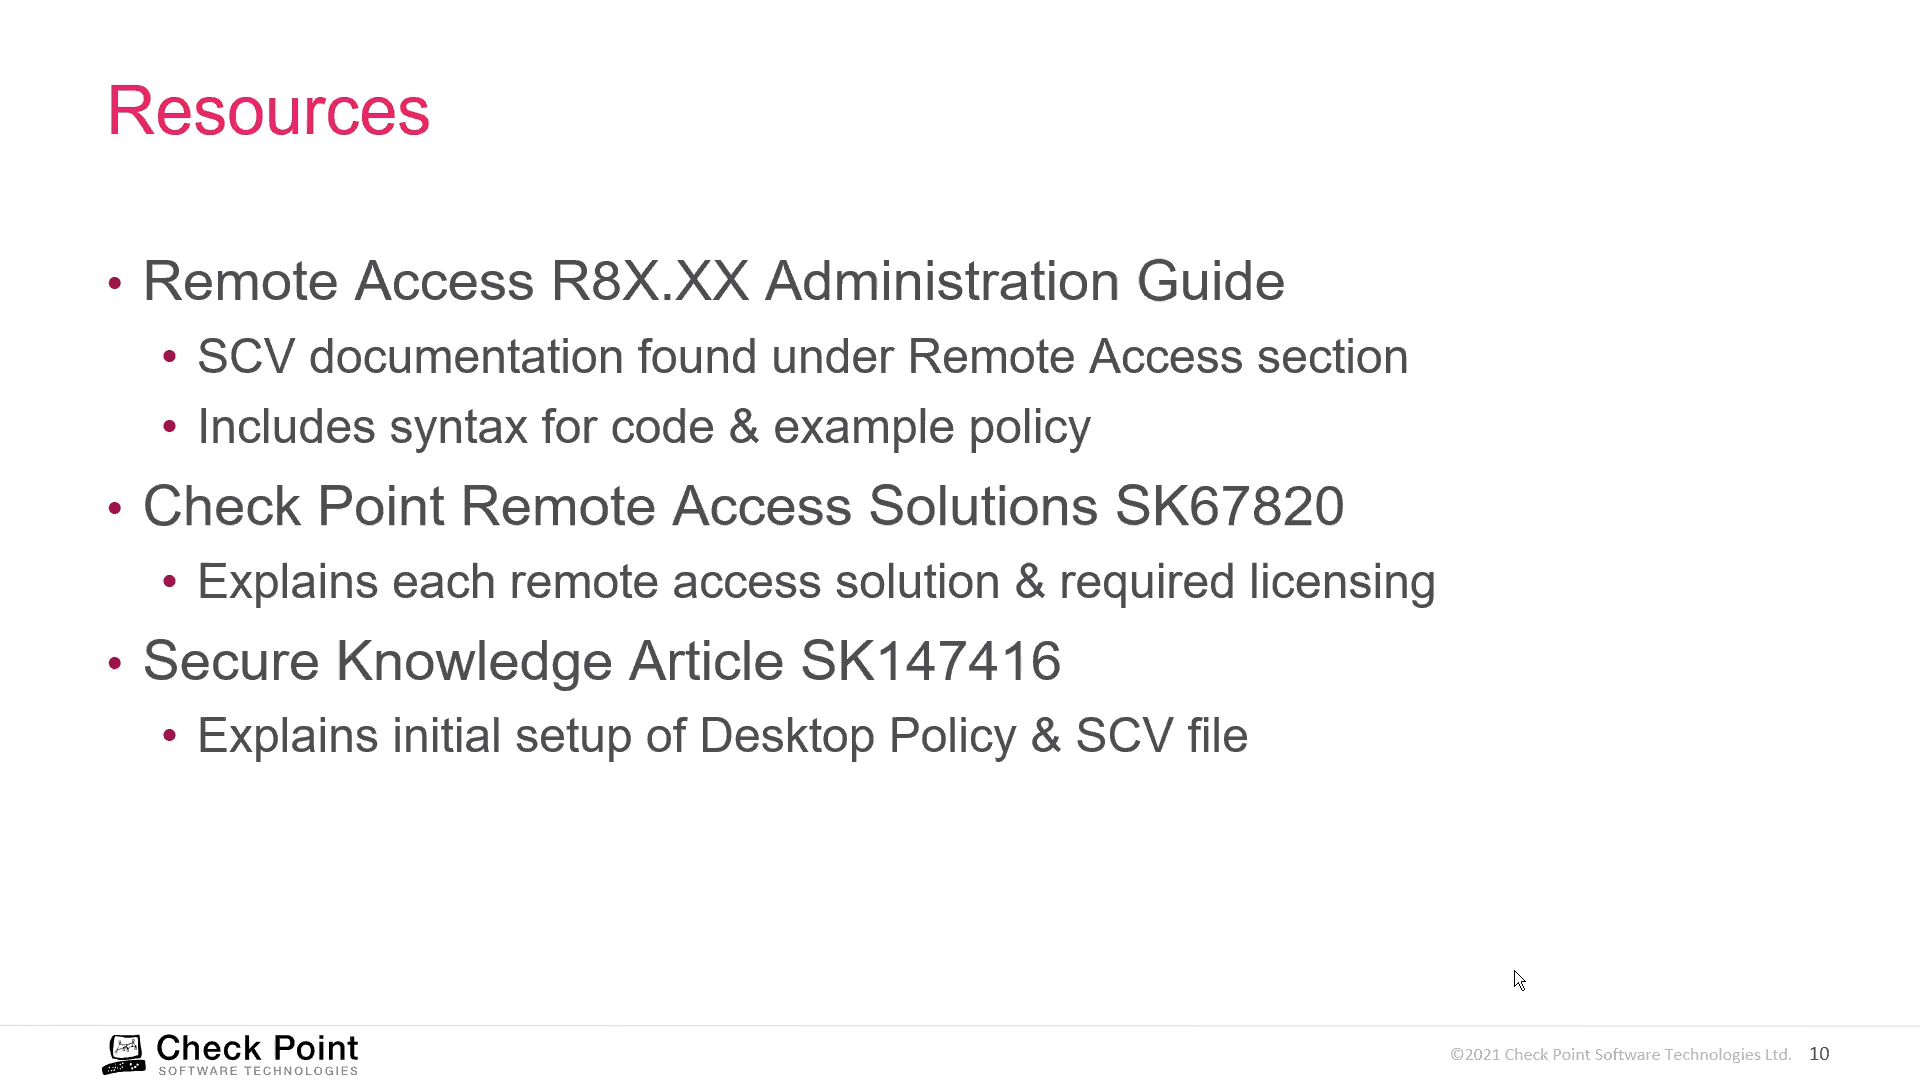 Resources
• Remote Access R8X.XX Administration Guide
• SCV documentation found under Remote Access section
• Includes syntax for code & example policy
• Check Point Remote Access Solutions SK67820
• Explains each remote access solution & required licensing
• Secure Knowledge Article SK147416
• Explains initial setup of Desktop Policy & SCV file
Check Point
SOFTWARE TECHNOLOGIES
©2021 Check Point Software Technologies Ltd. 10